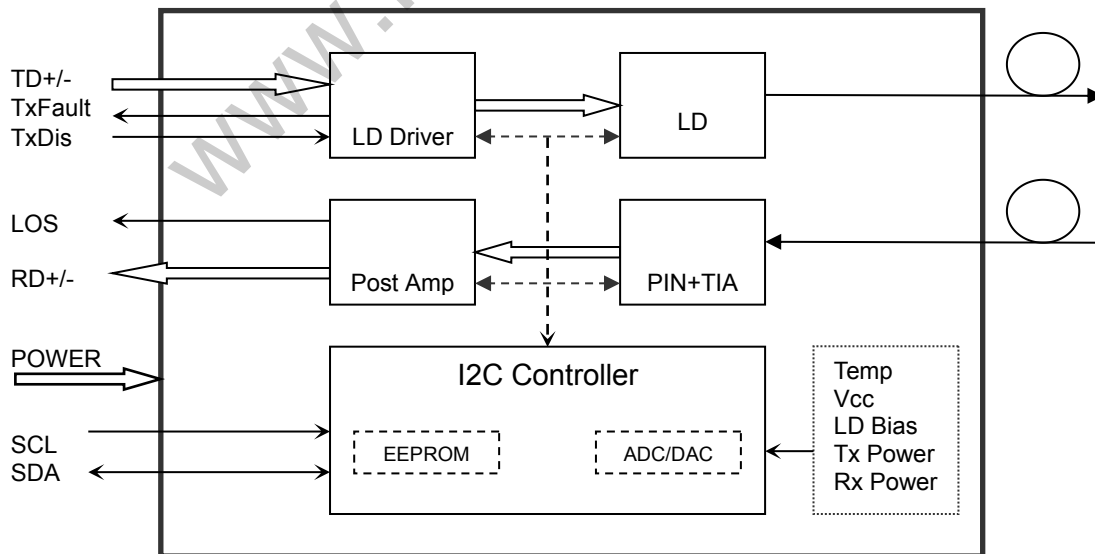 TD+/-
TxFault
TxDis
LD Driver
LD
LOS
RD+/-
Post Amp
PIN+TIA
POWER
I2C Controller
SCL
SDA
EEPROM
ADC/DAC
Temp
Vcc
LD Bias
Tx Power
Rx Power
www.